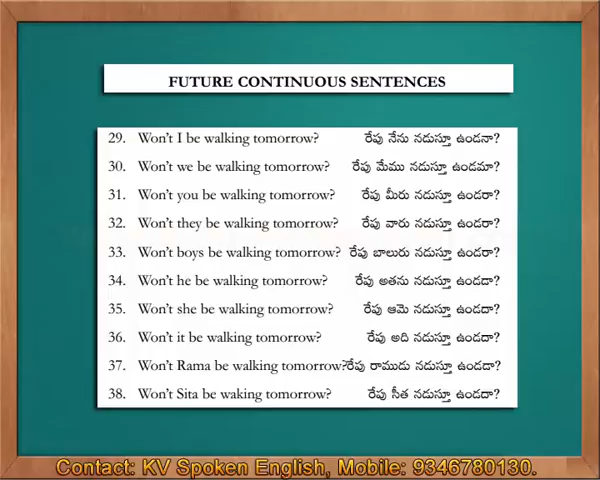 FUTURE CONTINUOUS SENTENCES
29. Won't I be walking tomorrow? రేపు నేను నడుస్తూ ఉండనా?
30. Won't we be walking tomorrow? రేపు మేము నడుస్తూ ఉండమా?
31. Won't you be walking tomorrow? రేపు మీరు నడుస్తూ ఉండరా?
32. Won't they be walking tomorrow? రేపు వారు నడుస్తూ ఉండరా?
33. Won't boys be walking tomorrow? రేపు బాలురు నడుస్తూ ఉండరా?
34. Won't he be walking tomorrow? రేపు అతను నడుస్తూ ఉండడా?
35. Won't she be walking tomorrow? రేపు ఆమె నడుస్తూ ఉండదా?
36. Won't it be walking tomorrow? రేపు అది నడుస్తూ ఉండదా?
37. Won't Rama be walking tomorrow? రేపు రాముడు నడుస్తూ ఉండడా?
38. Won't Sita be waking tomorrow? రేపు సీత నడుస్తూ ఉండదా?
Contact: KV Spoken English, Mobile: 9346780130.